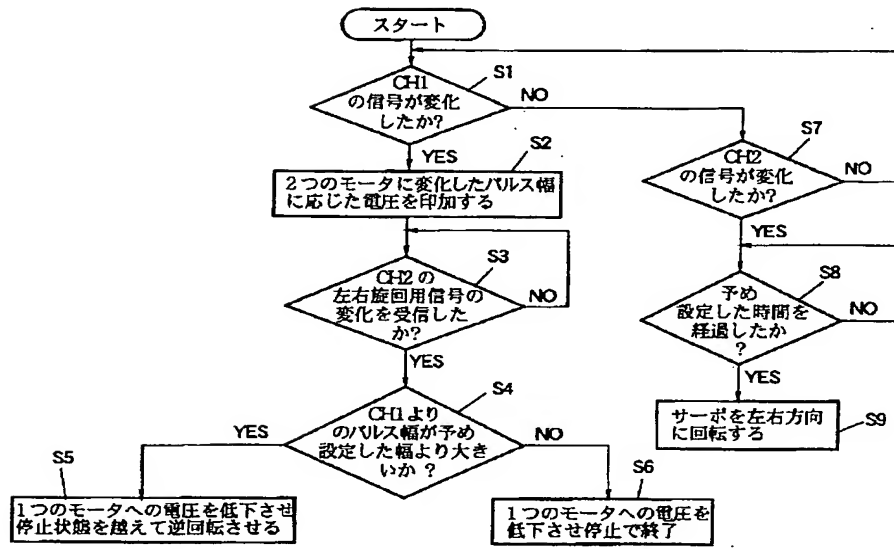 スタート
S1
CH1
の信号が変化
したか?
NO
YES
S2
2つのモータに変化したパルス幅
に応じた電圧を印加する
S7
CH2
の信号が変化
したか?
NO
YES
S3
CH2の
左右旋回用信号の
変化を受信した
か?
NO
YES
S8
予め
設定した時間を
経過したか
?
NO
YES
S4
CH1より
のパルス幅が予め
設定した幅より大き
いか ?
YES
NO
S9
サーボを左右方向
に回転する
S5
1つのモータへの電圧を低下させ
停止状態を越えて逆回転させる
S6
1つのモータへの電圧を
低下させ停止で終了